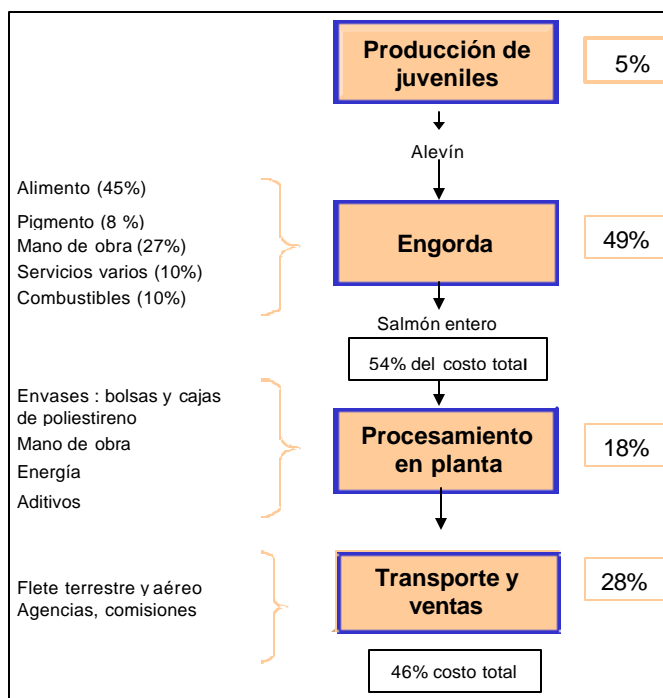 Producción de
juveniles
5%
Alevín
Alimento (45%)
Pigmento (8 %)
Mano de obra (27%)
Servicios varios (10%)
Combustibles (10%)
Engorda
49%
Salmón entero
54% del costo total
Envases : bolsas y cajas
de poliestireno
Mano de obra
Energía
Aditivos
Procesamiento
en planta
18%
Flete terrestre y aéreo
Agencias, comisiones
Transporte y
ventas
28%
46% costo total